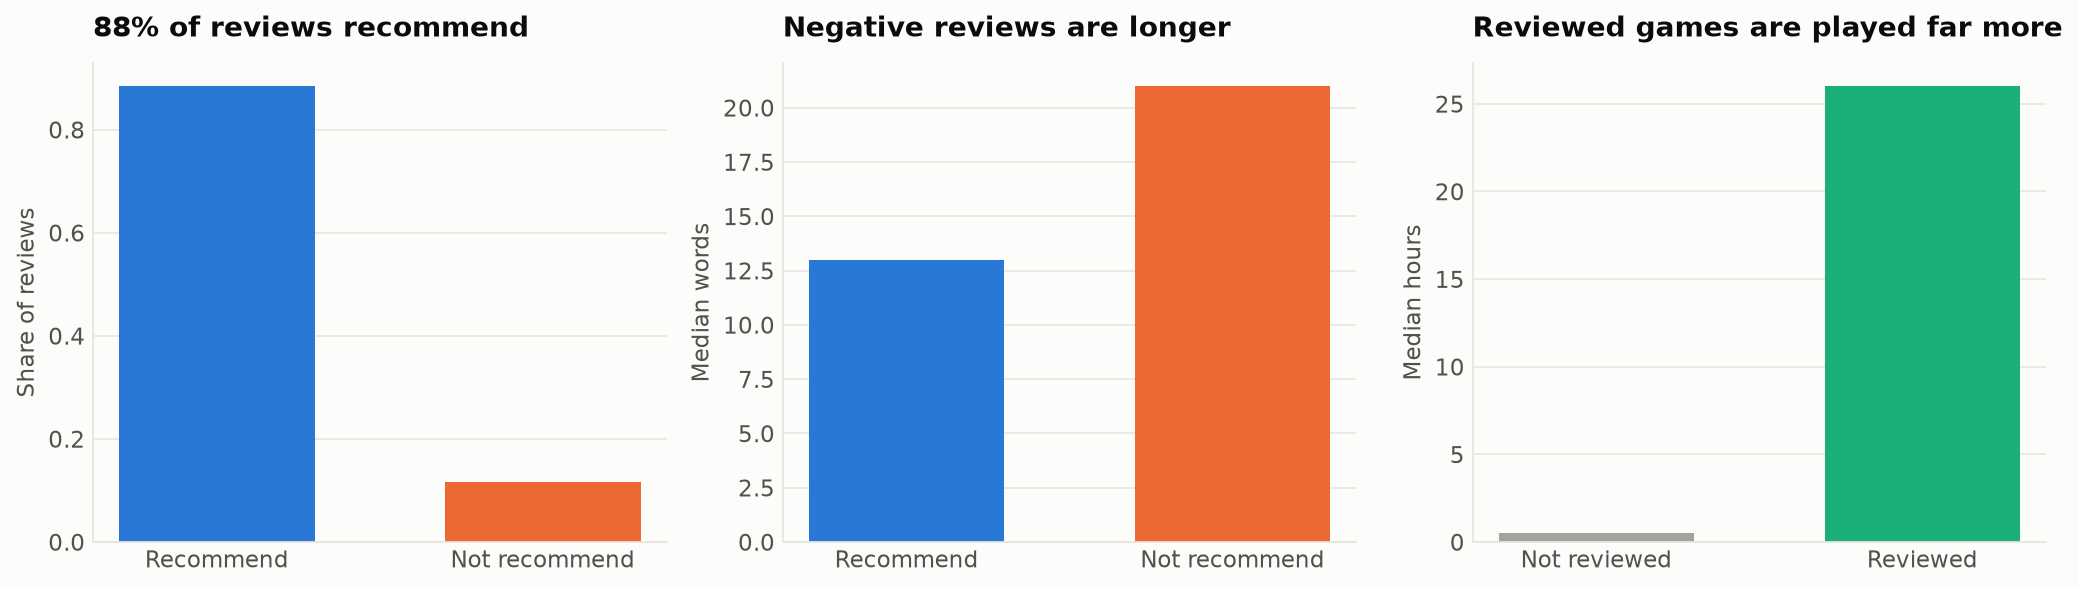 88% of reviews recommend
Share of reviews
0.8
0.6
0.4
0.2
0.0
Recommend
Not recommend
Negative reviews are longer
Median words
20.0
17.5
15.0
12.5
10.0
7.5
5.0
2.5
0.0
Recommend
Not recommend
Reviewed games are played far more
Median hours
25
20
15
10
5
0
Not reviewed
Reviewed